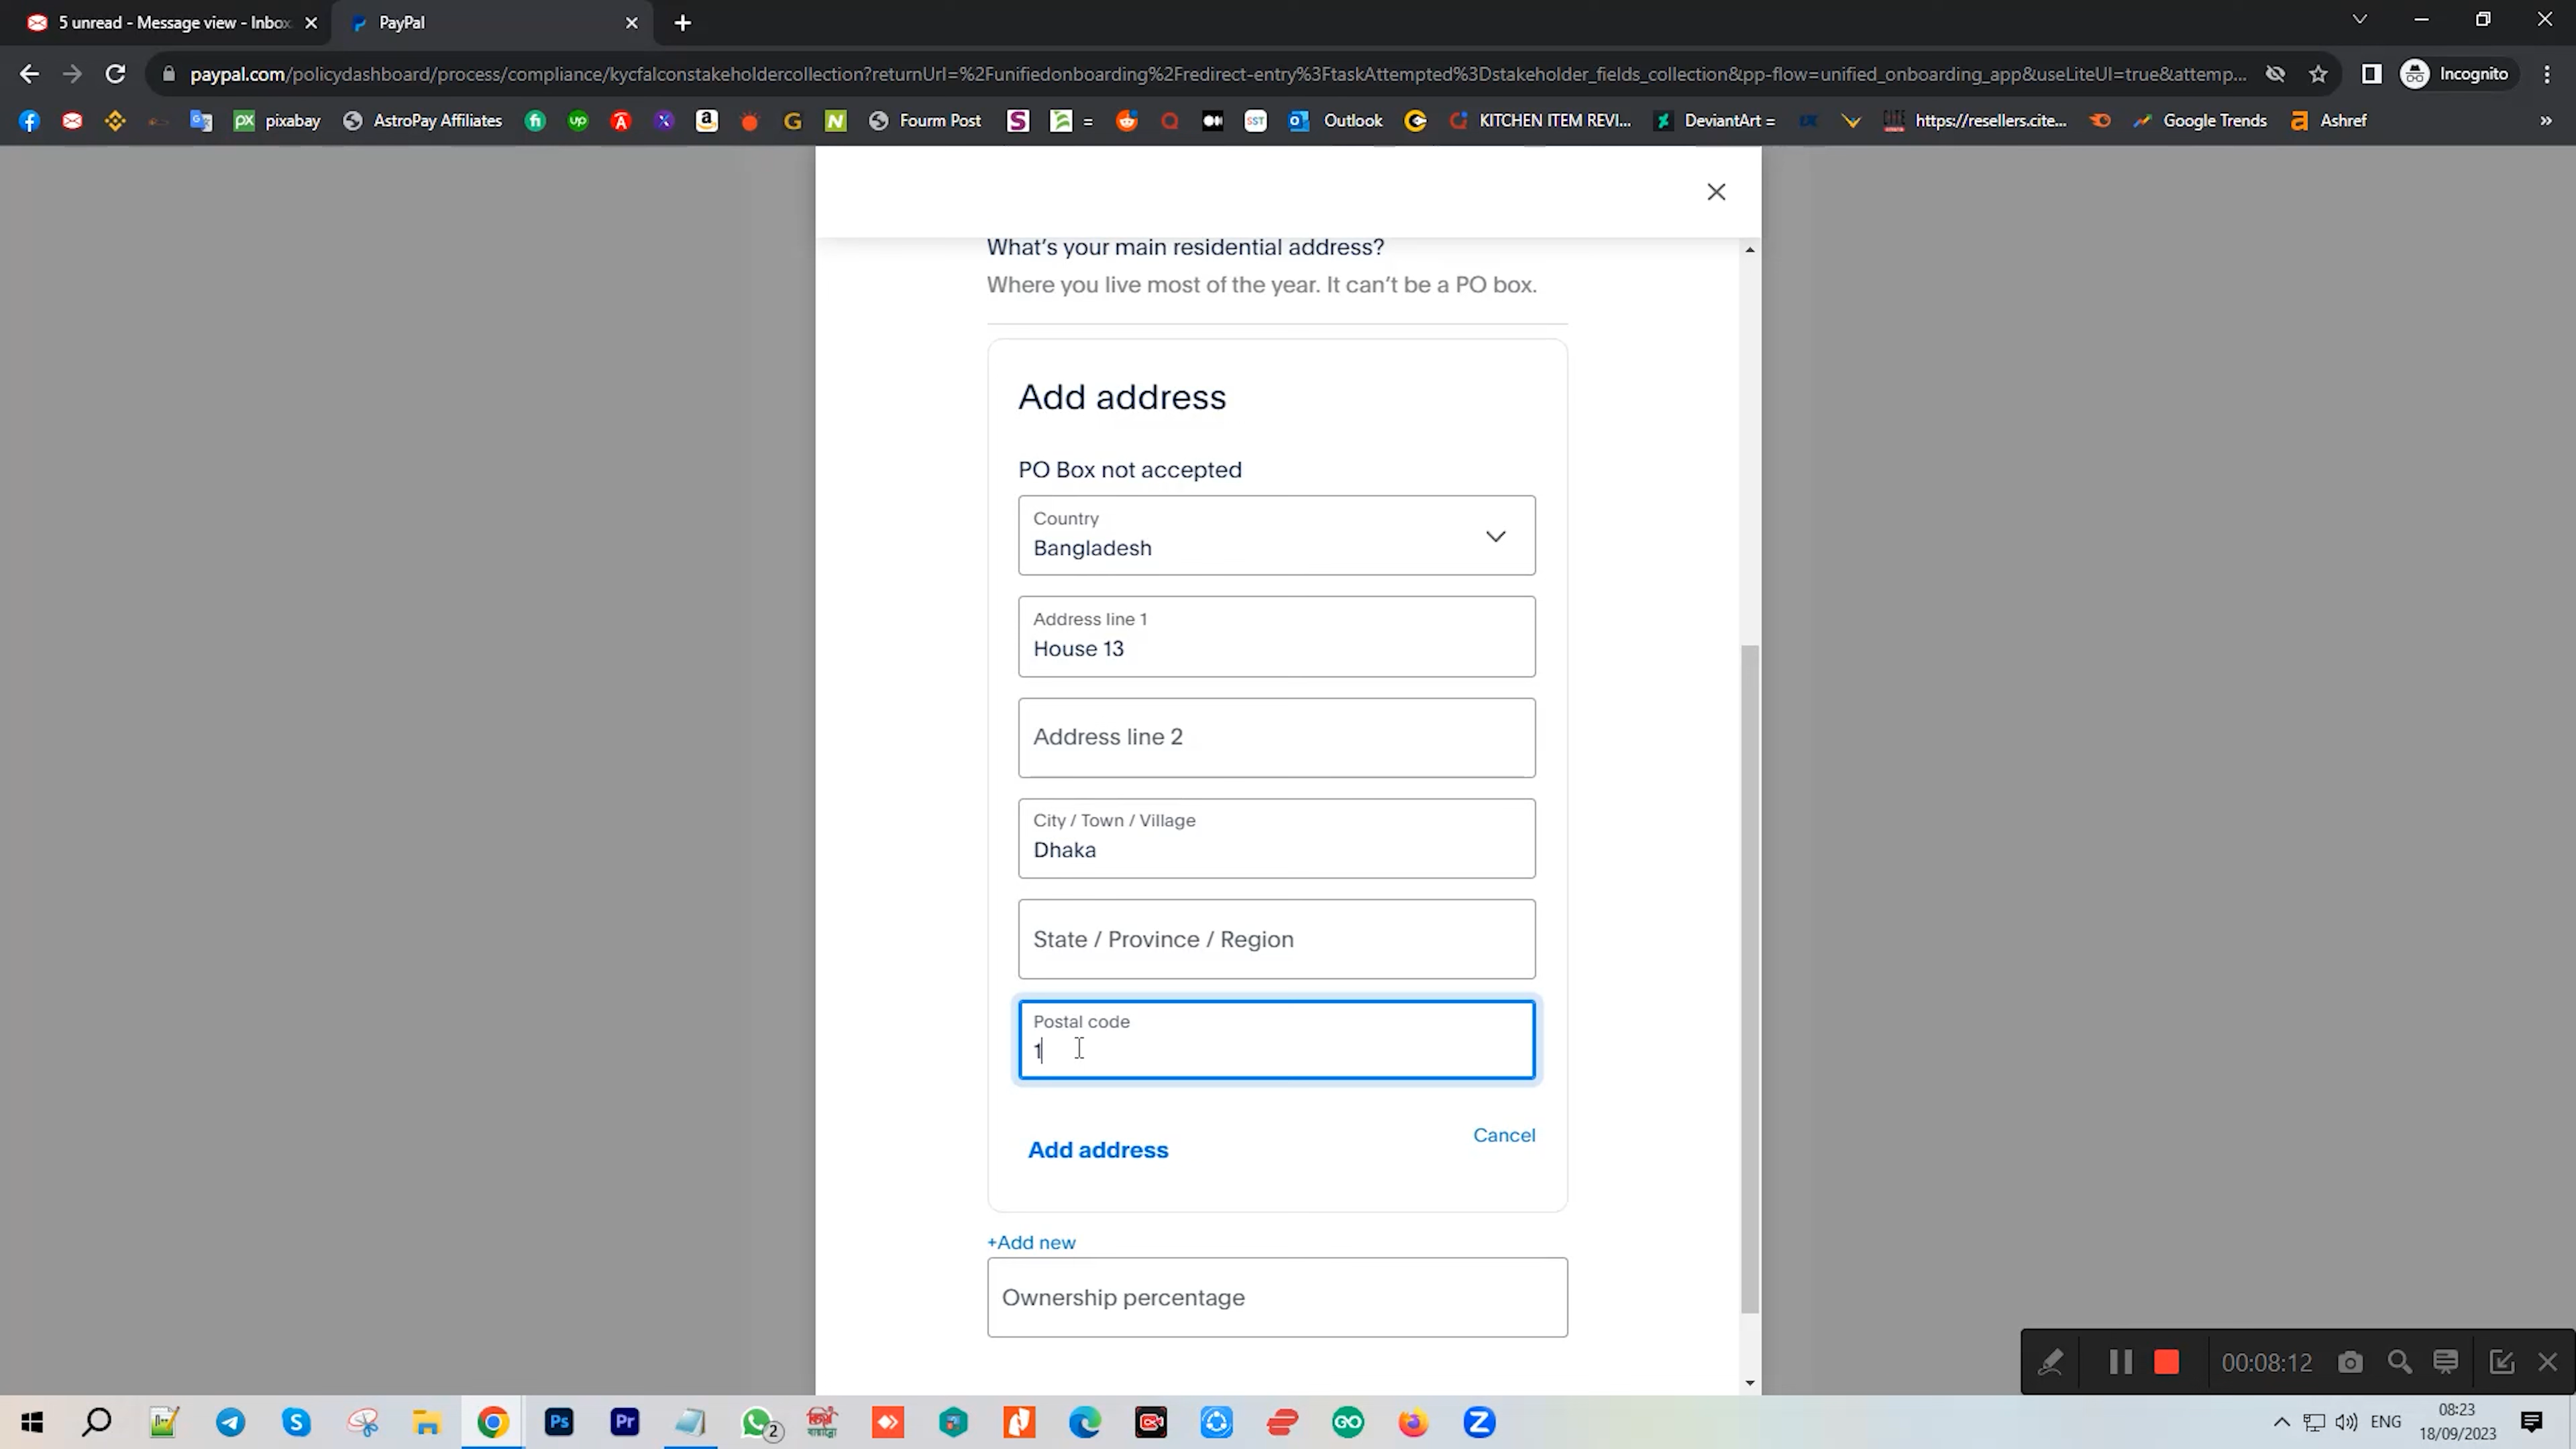 5 unread - Message view - Inbox
PayPal
paypal.com/policydashboard/process/compliance/kycfalconstakeholdercollection?returnUrl=%2Funifiedonboarding%2Fredirect-entry%3FtaskAttempted%3Dstakeholder_fields_collection&pp-flow=unified_onboarding_app&useLiteUI=true&attemp...
Incognito
pixabay
AstroPay Affiliates
Fourm Post
=
Outlook
KITCHEN ITEM REVI...
DeviantArt =
https://resellers.cite...
Google Trends
Ashref
What's your main residential address?
Where you live most of the year. It can't be a PO box.
Add address
PO Box not accepted
Country
Bangladesh
Address line 1
House 13
Address line 2
City / Town / Village
Dhaka
State / Province / Region
Postal code
1
Cancel
Add address
+Add new
Ownership percentage
00:08:12
ENG
08:23
18/09/2023